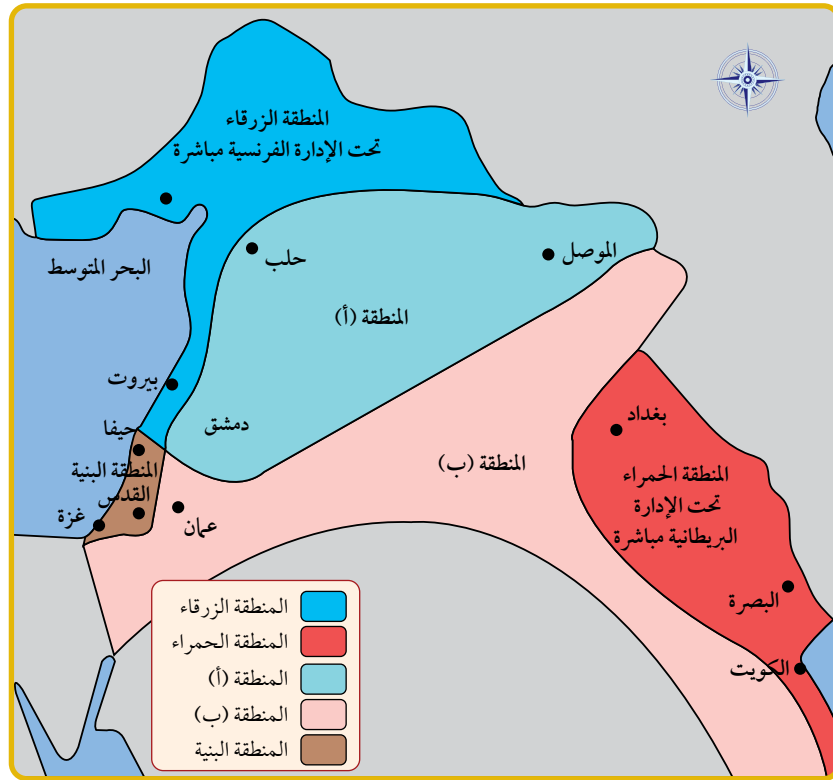 المنطقة الزرقاء
تحت الإدارة الفرنسية مباشرة
البحر المتوسط
حلب
الموصل
المنطقة (أ)
بيروت
دمشق
حيفا
بغداد
المنطقة البنية
المنطقة (ب)
المنطقة الحمراء
تحت الإدارة
البريطانية مباشرة
القدس
غزة
عمان
البصرة
الكويت
المنطقة الزرقاء
المنطقة الحمراء
المنطقة (أ)
المنطقة (ب)
المنطقة البنية